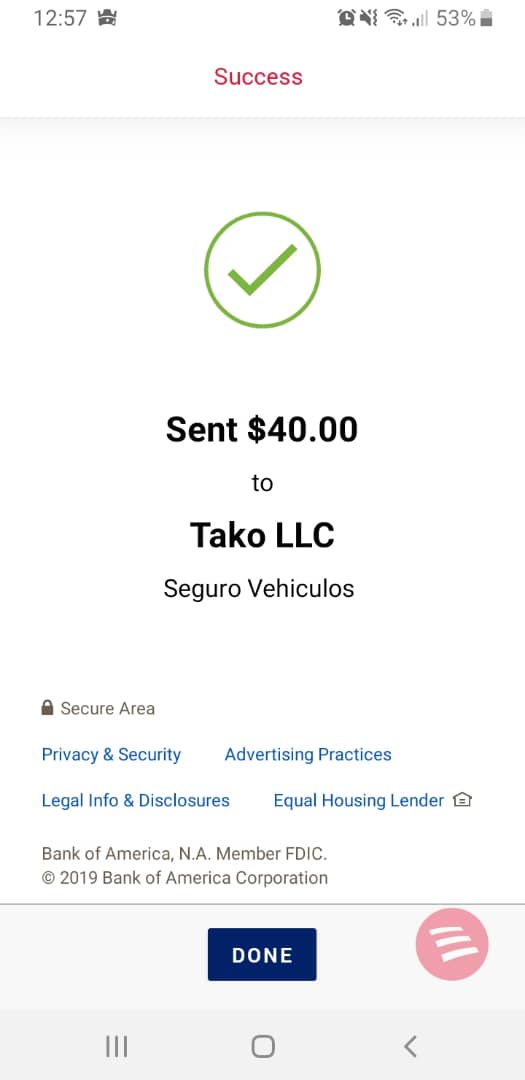 12:57 53%
Success
Sent $40.00
to
Tako LLC
Seguro Vehiculos
Secure Area
Privacy & Security Advertising Practices
Legal Info & Disclosures Equal Housing Lender
Bank of America, N.A. Member FDIC.
© 2019 Bank of America Corporation
DONE